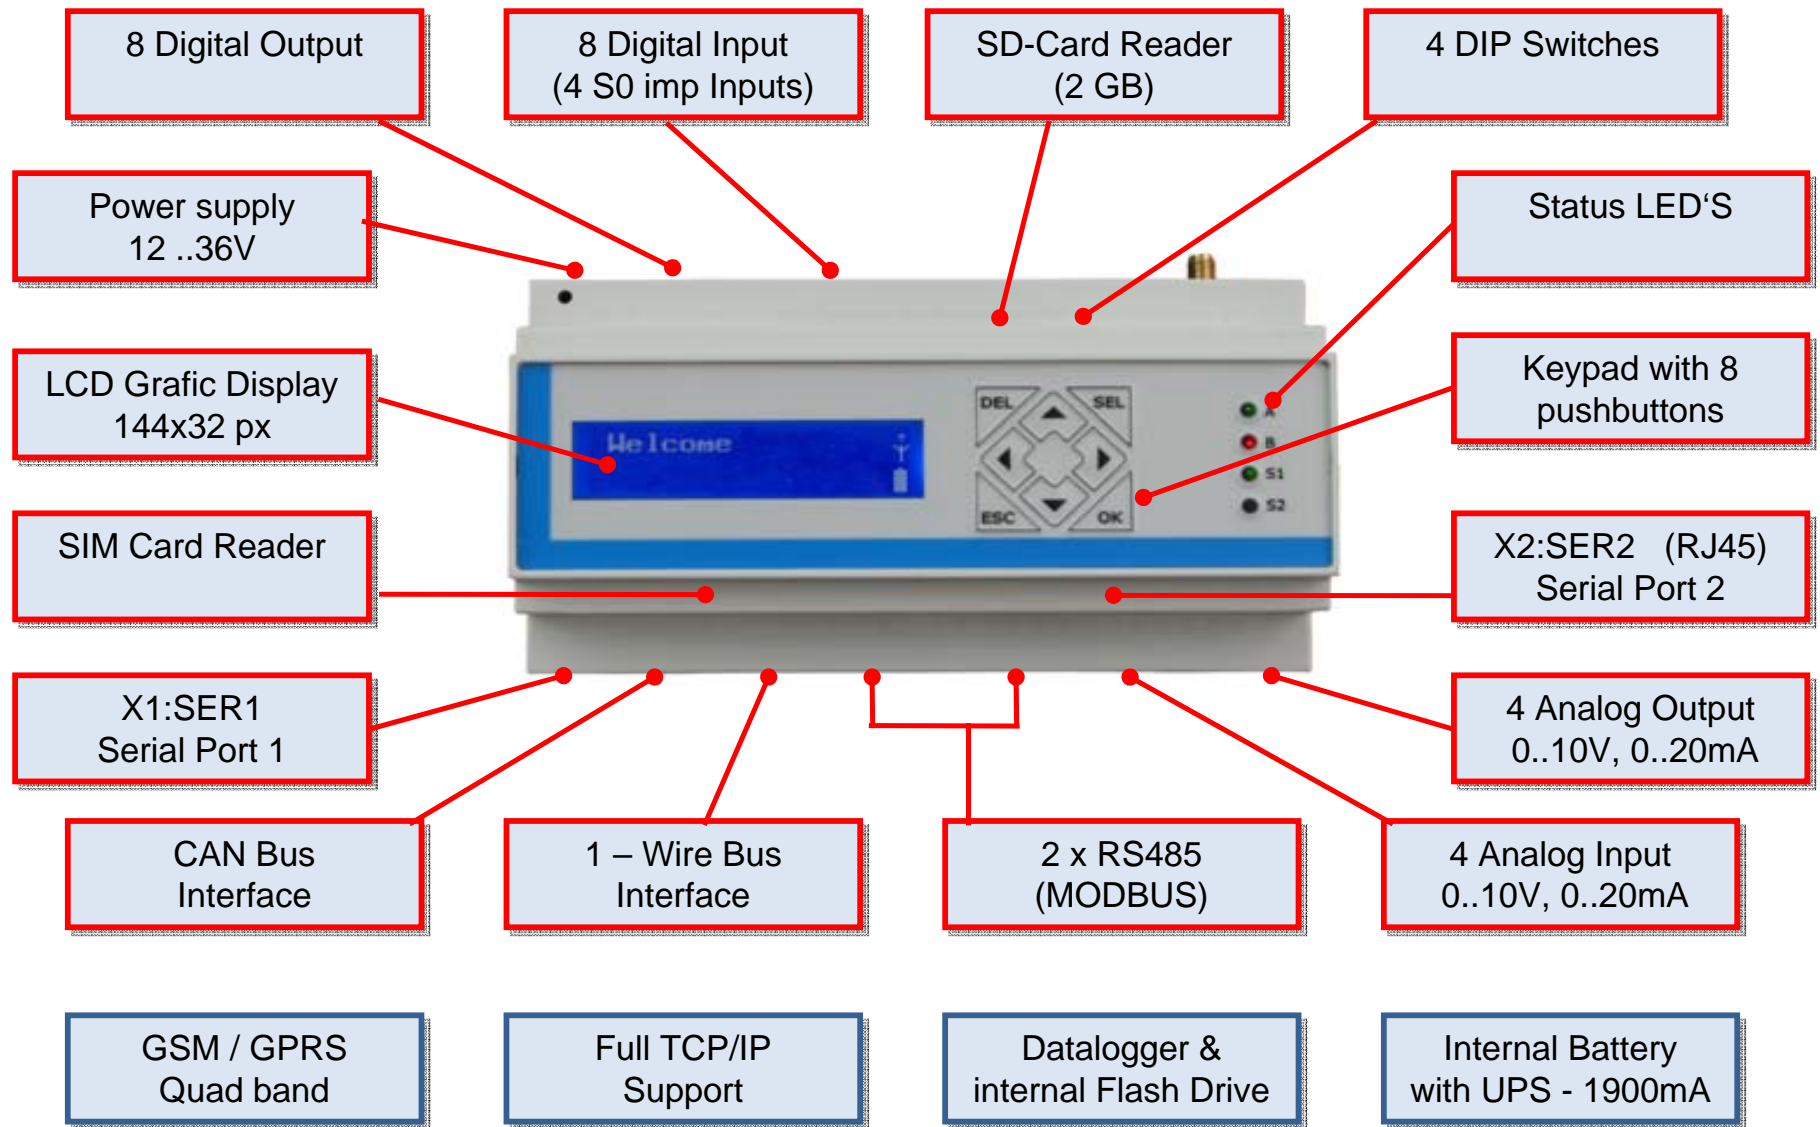 8 Digital Output
8 Digital Input
(4 S0 imp Inputs)
SD-Card Reader
(2 GB)
4 DIP Switches
Power supply
12 ..36V
Status LED‘S
LCD Grafic Display
144x32 px
Keypad with 8
pushbuttons
Welcome
DEL
SEL
ESC
OK
A
B
S1
S2
SIM Card Reader
X2:SER2 (RJ45)
Serial Port 2
X1:SER1
Serial Port 1
4 Analog Output
0..10V, 0..20mA
CAN Bus
Interface
1 – Wire Bus
Interface
2 x RS485
(MODBUS)
4 Analog Input
0..10V, 0..20mA
GSM / GPRS
Quad band
Full TCP/IP
Support
Datalogger &
internal Flash Drive
Internal Battery
with UPS - 1900mA